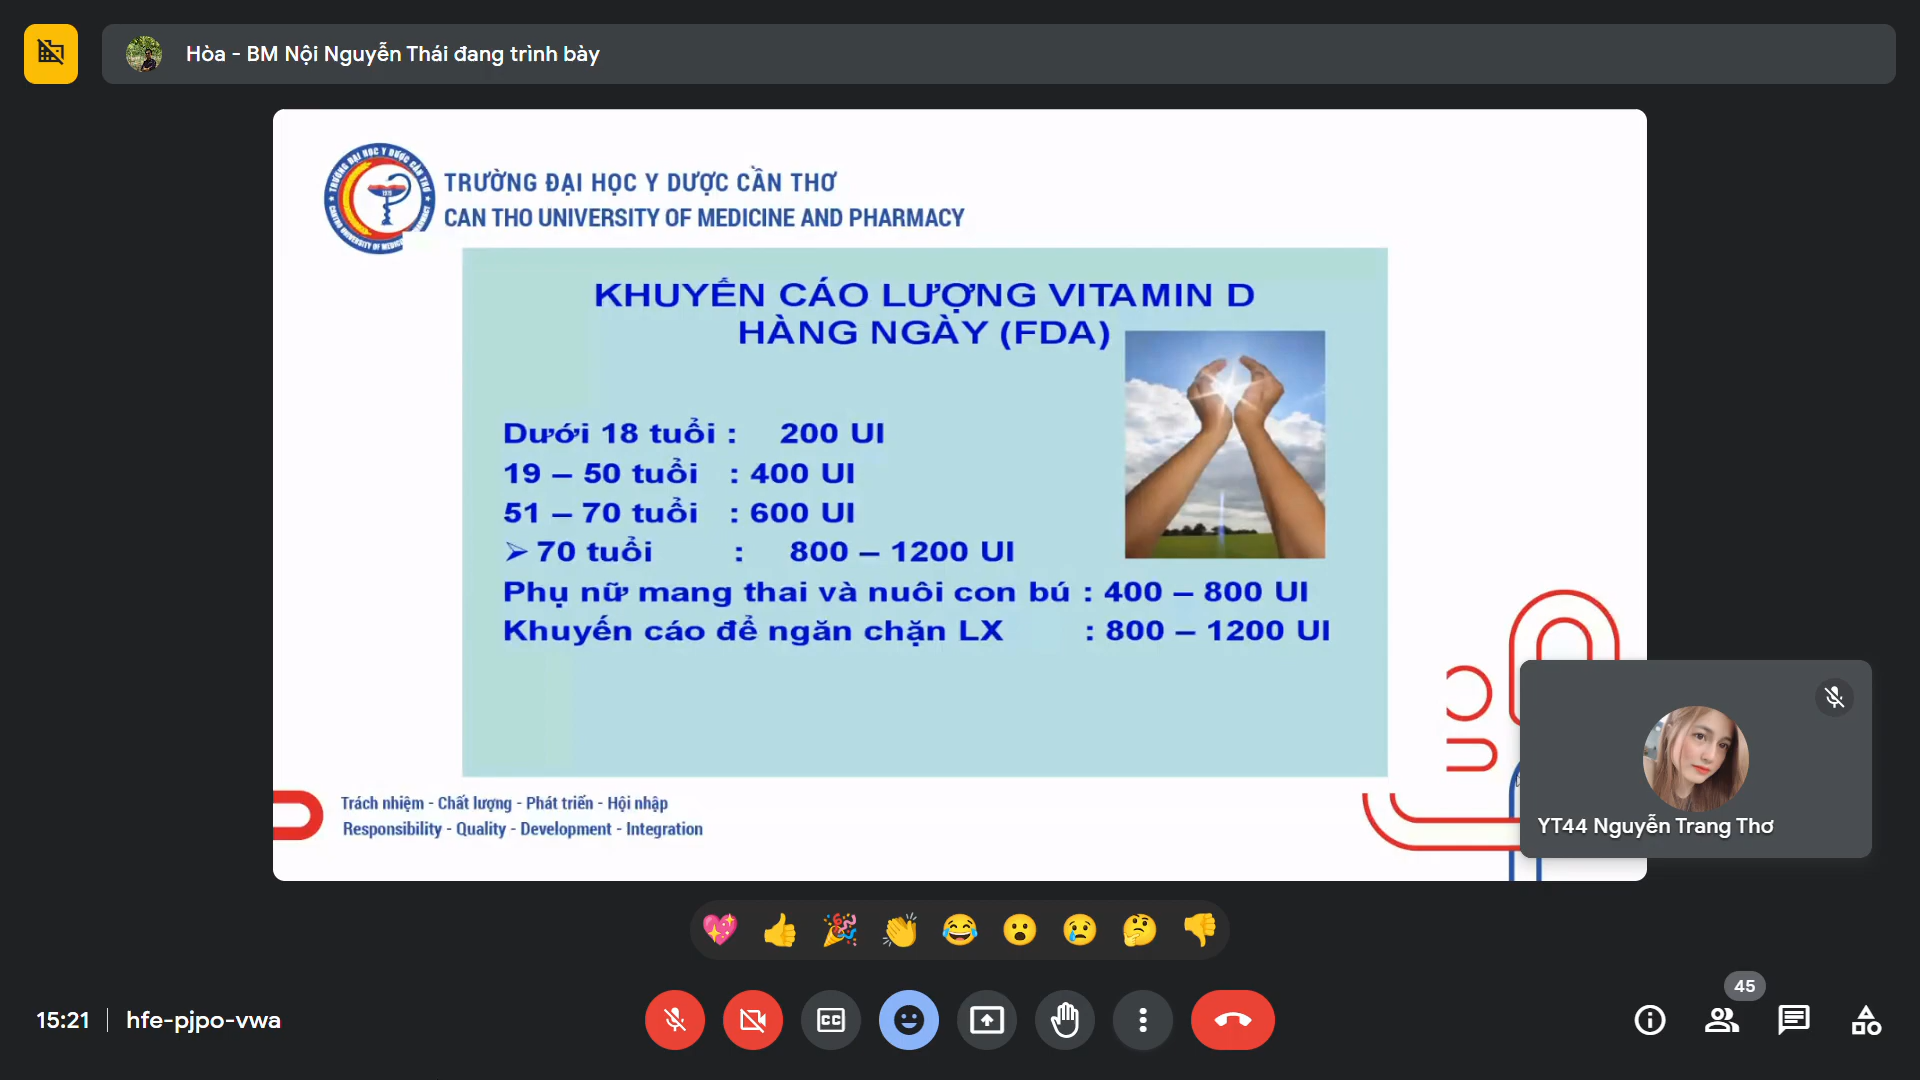 Hòa - BM Nội Nguyễn Thái đang trình bày
TRƯỜNG ĐẠI HỌC Y DƯỢC CẦN THƠ
CAN THO UNIVERSITY OF MEDICINE AND PHARMACY
KHUYẾN CÁO LƯỢNG VITAMIN D
HÀNG NGÀY (FDA)
Dưới 18 tuổi : 200 UI
19 – 50 tuổi : 400 UI
51 – 70 tuổi : 600 UI
➢ 70 tuổi : 800 – 1200 UI
Phụ nữ mang thai và nuôi con bú : 400 – 800 UI
Khuyến cáo để ngăn chặn LX : 800 – 1200 UI
Trách nhiệm - Chất lượng - Phát triển - Hội nhập
Responsibility - Quality - Development - Integration
YT44 Nguyễn Trang Thơ
45
15:21 | hfe-pjpo-vwa
CC